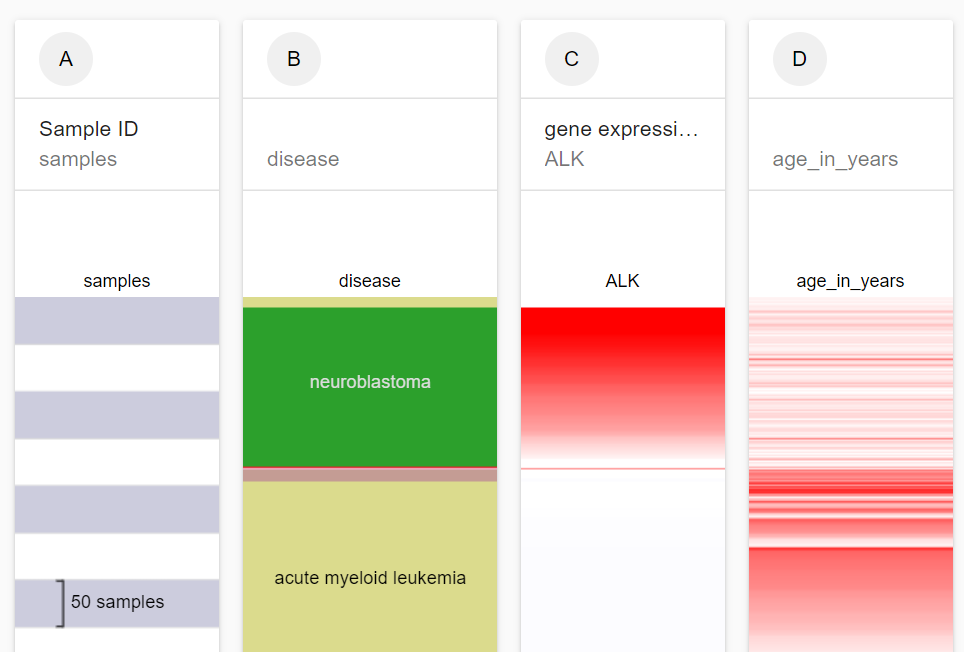 A
B
C
D
Sample ID
samples
disease
gene expressi…
ALK
age_in_years
samples
disease
ALK
age_in_years
neuroblastoma
acute myeloid leukemia
50 samples